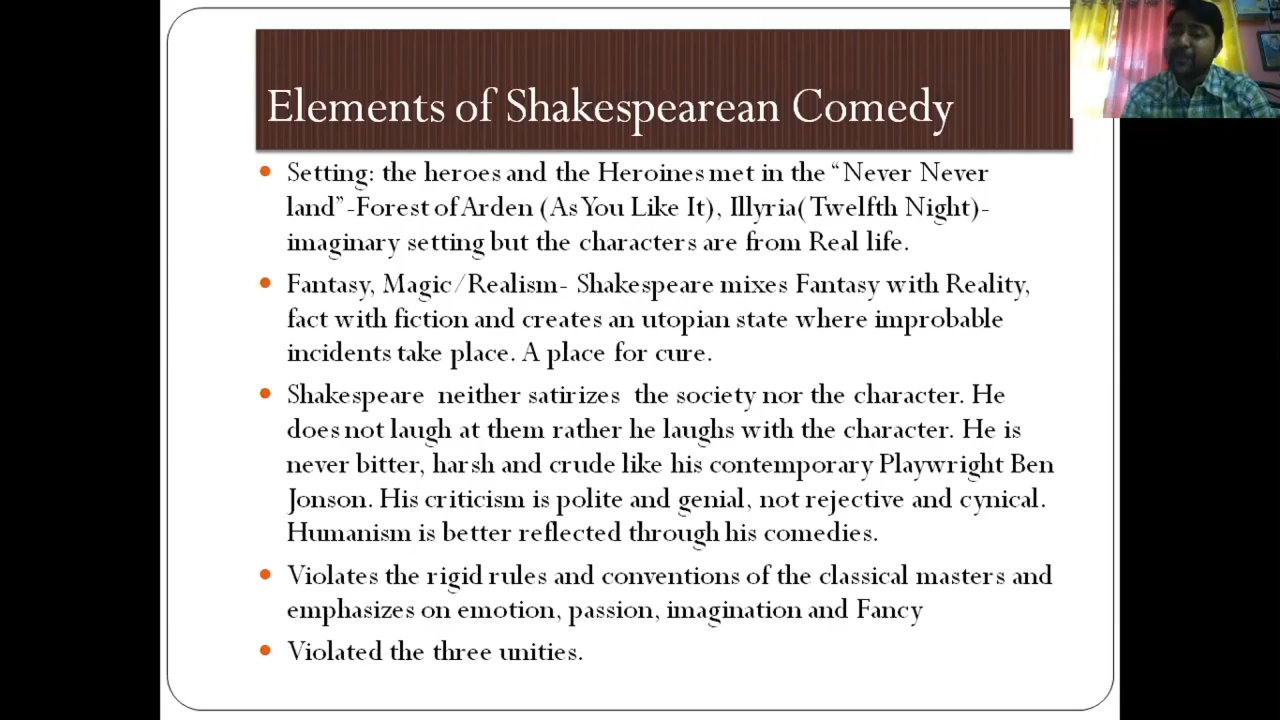 Elements of Shakespearean Comedy
Setting: the heroes and the Heroines met in the “Never Never
land”-Forest of Arden (As You Like It), Illyria( Twelfth Night)-
imaginary setting but the characters are from Real life.
Fantasy, Magic/Realism- Shakespeare mixes Fantasy with Reality,
fact with fiction and creates an utopian state where improbable
incidents take place. A place for cure.
Shakespeare neither satirizes the society nor the character. He
does not laugh at them rather he laughs with the character. He is
never bitter, harsh and crude like his contemporary Playwright Ben
Jonson. His criticism is polite and genial, not rejective and cynical.
Humanism is better reflected through his comedies.
Violates the rigid rules and conventions of the classical masters and
emphasizes on emotion, passion, imagination and Fancy
Violated the three unities.